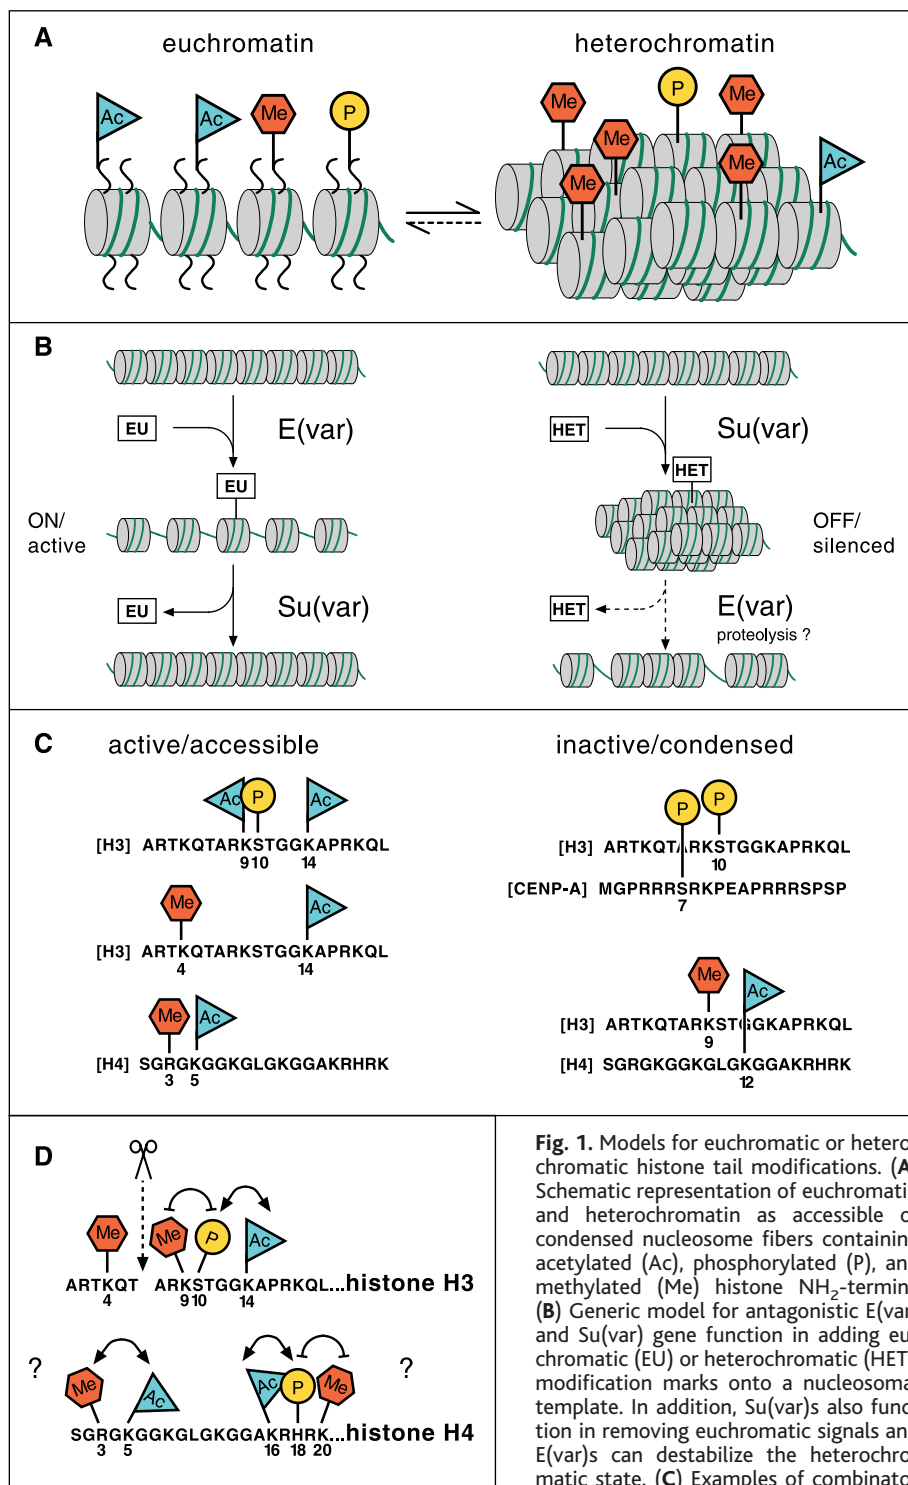 A
euchromatin
heterochromatin
Ac
Ac
Me
P
Me
P
Me
Me
Me
Me
Ac
B
EU
E(var)
EU
ON/
active
EU
Su(var)
HET
Su(var)
HET
OFF/
silenced
HET
E(var)
proteolysis ?
C
active/accessible
inactive/condensed
Ac
P
Ac
[H3] ARTKQTARKSTGGKAPRKQL
9 10 14
Me
Ac
[H3] ARTKQTARKSTGGKAPRKQL
4 14
Me
Ac
[H4] SGRGKGGKGLGKGGAKRHRK
3 5
P
P
[H3] ARTKQTARKSTGGKAPRKQL
10
[CENP-A] MGPRRRSRKPEAPRRRSPSP
7
Me
Ac
[H3] ARTKQTARKSTGGKAPRKQL
9
[H4] SGRGKGGKGLGKGGAKRHRK
12
D
Me
Me
P
Ac
ARTKQT ARKSTGGKAPRKQL...histone H3
4 9 10 14
?
Me
Ac
Ac
P
Me
?
SGRGKGGKGLGKGGAKRHRK...histone H4
3 5 16 18 20
Fig. 1. Models for euchromatic or hetero
chromatic histone tail modifications. (A
Schematic representation of euchromati
and heterochromatin as accessible o
condensed nucleosome fibers containin
acetylated (Ac), phosphorylated (P), an
methylated (Me) histone NH2-termin
(B) Generic model for antagonistic E(var
and Su(var) gene function in adding eu
chromatic (EU) or heterochromatic (HET
modification marks onto a nucleosoma
template. In addition, Su(var)s also func
tion in removing euchromatic signals an
E(var)s can destabilize the heterochro
matic state. (C) Examples of combinato